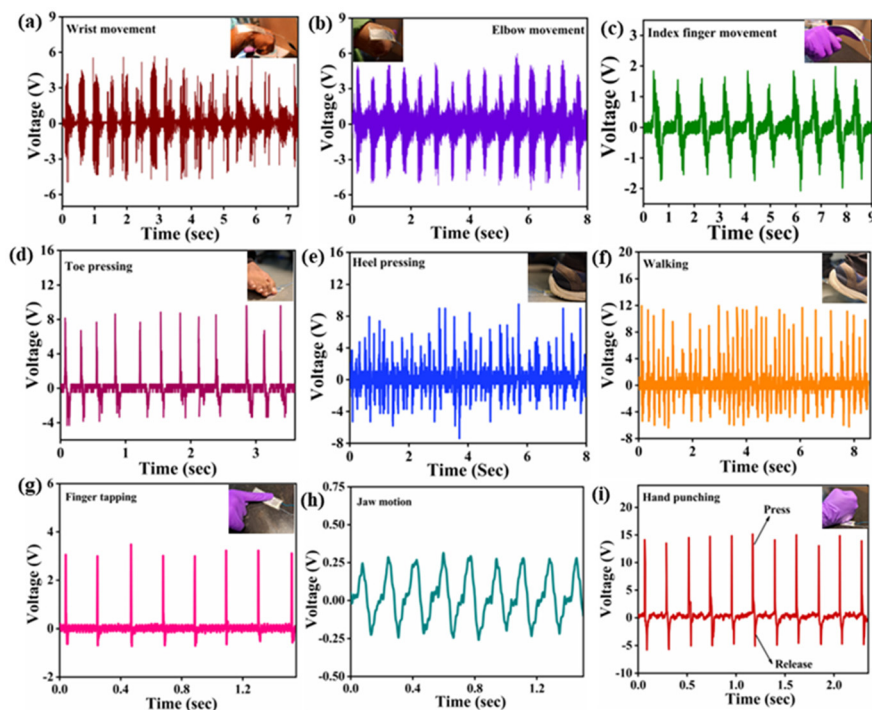 (a)
Wrist movement
Voltage (V)
9
6
3
0
-3
-6
0 1 2 3 4 5 6 7
Time (sec)
(b)
Elbow movement
Voltage (V)
9
6
3
0
-3
-6
0 2 4 6 8
Time (sec)
(c)
Index finger movement
Voltage (V)
3
2
1
0
-1
-2
0 1 2 3 4 5 6 7 8 9
Time (sec)
(d)
Toe pressing
Voltage (V)
16
12
8
4
0
-4
0 1 2 3
Time (sec)
(e)
Heel pressing
Voltage (V)
16
12
8
4
0
-4
-8
0 2 4 6 8
Time (Sec)
(f)
Walking
Voltage (V)
20
16
12
8
4
0
-4
-8
0 2 4 6 8
Time (sec)
(g)
Finger tapping
Voltage (V)
6
4
2
0
-2
0.0 0.4 0.8 1.2
Time (sec)
(h)
Jaw motion
Voltage (V)
0.75
0.50
0.25
0.00
-0.25
-0.50
0.0 0.4 0.8 1.2
Time (sec)
(i)
Hand punching
Press
Release
Voltage (V)
20
15
10
5
0
-5
-10
0.0 0.5 1.0 1.5 2.0
Time (sec)